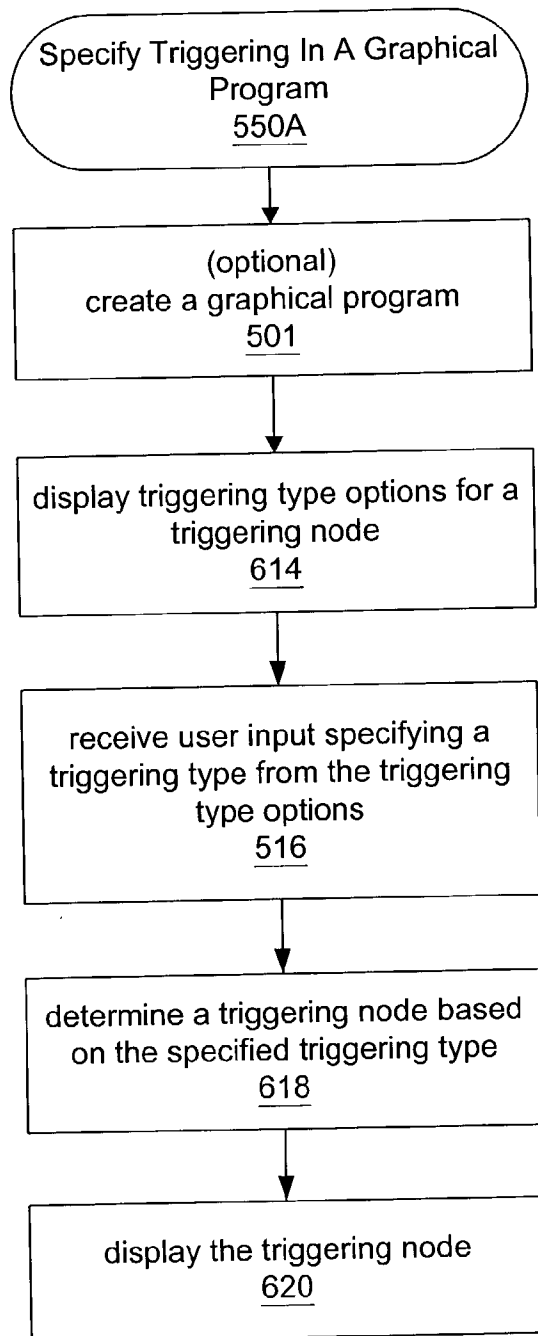 Specify Triggering In A Graphical
Program
550A
(optional)
create a graphical program
501
display triggering type options for a
triggering node
614
receive user input specifying a
triggering type from the triggering
type options
516
determine a triggering node based
on the specified triggering type
618
display the triggering node
620